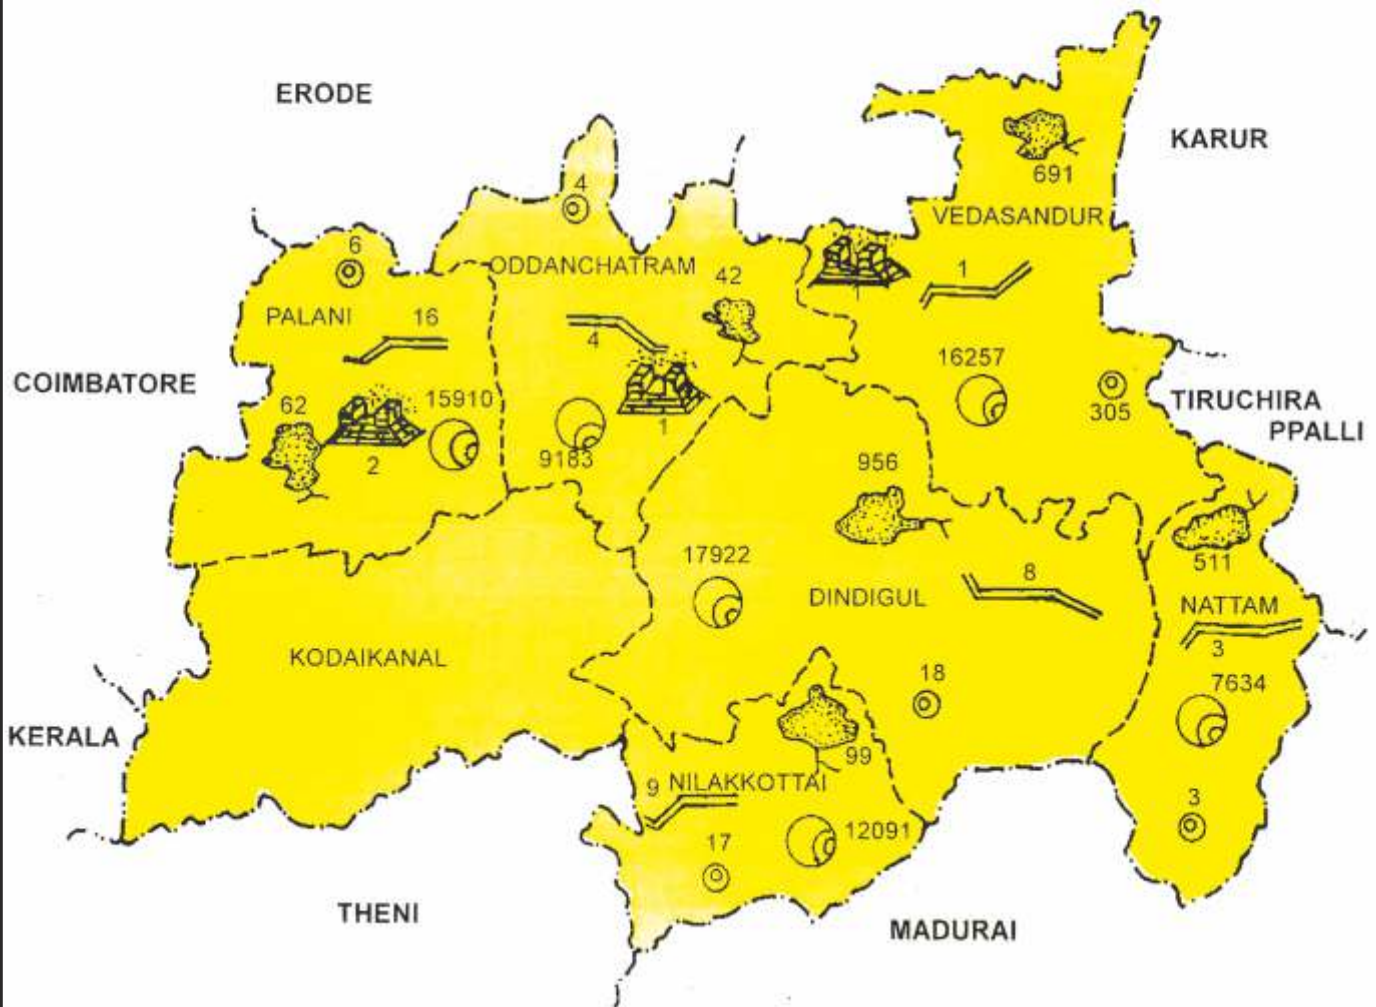 ERODE
KARUR
691
4
VEDASANDUR
6
ODDANCHATRAM
42
1
1
PALANI
16
4
16257
COIMBATORE
62
15910
305
TIRUCHIRA
PPALLI
1
9183
2
956
511
17922
8
DINDIGUL
NATTAM
3
KODAIKANAL
18
7634
KERALA
99
9
NILAKKOTTAI
3
12091
17
THENI
MADURAI